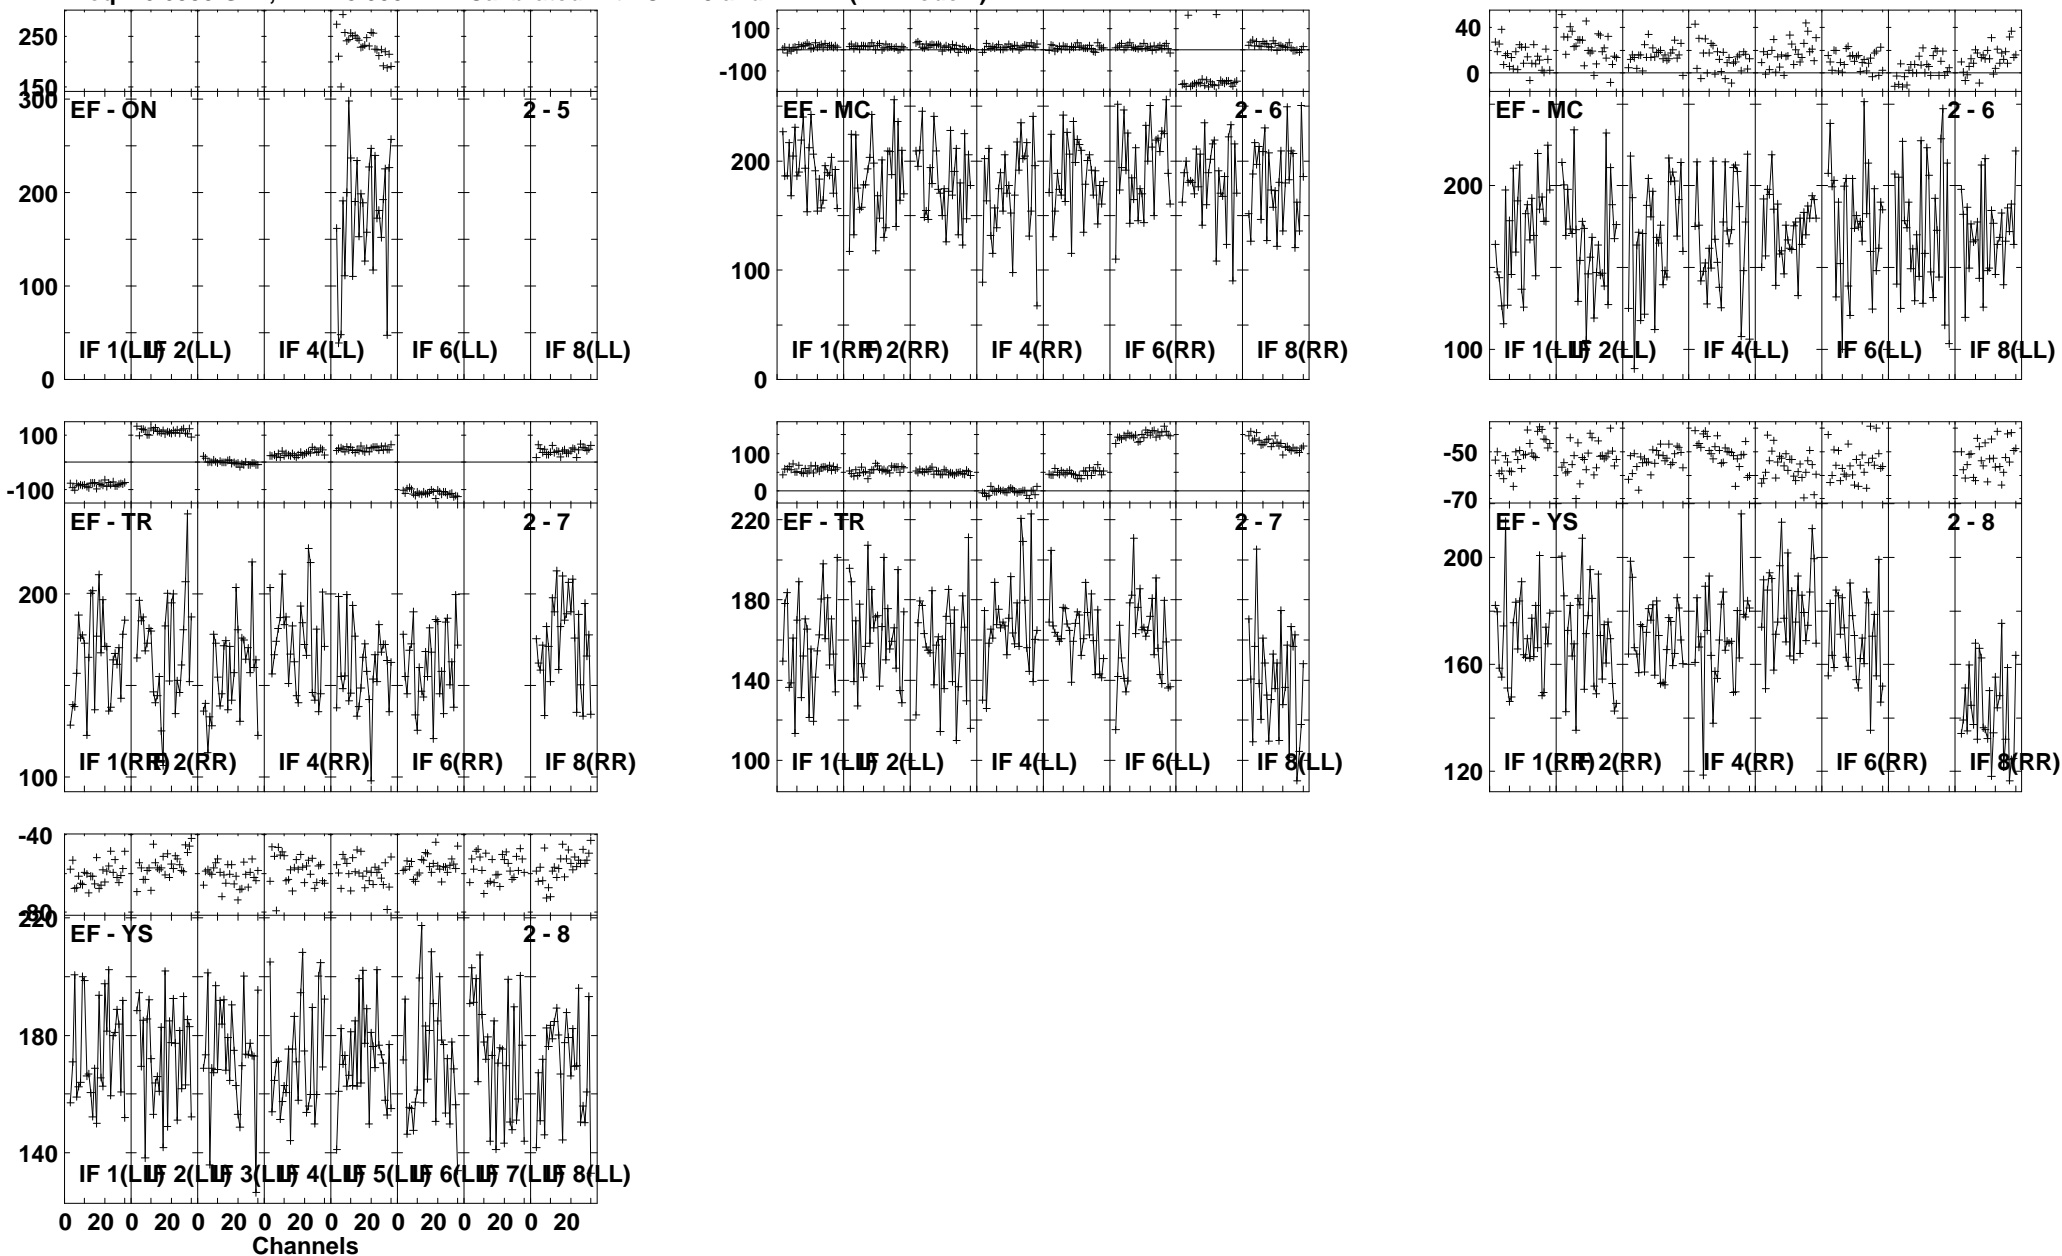 250
150
300
EF - ON
2 - 5
200
100
0
IF 1(LL) IF 2(LL) IF 4(LL) IF 6(LL) IF 8(LL)
100
-100
EF - MC
2 - 6
200
100
0
IF 1(RR) IF 2(RR) IF 4(RR) IF 6(RR) IF 8(RR)
40
20
0
EF - MC
2 - 6
200
100
IF 1(LL) IF 2(LL) IF 4(LL) IF 6(LL) IF 8(LL)
100
-100
EF - TR
2 - 7
200
100
IF 1(RR) IF 2(RR) IF 4(RR) IF 6(RR) IF 8(RR)
100
0
EF - TR
2 - 7
220
180
140
100
IF 1(LL) IF 2(LL) IF 4(LL) IF 6(LL) IF 8(LL)
-50
-70
EF - YS
2 - 8
200
160
120
IF 1(RR) IF 2(RR) IF 4(RR) IF 6(RR) IF 8(RR)
-40
-80
220
EF - YS
2 - 8
180
140
IF 1(LL) IF 2(LL) IF 3(LL) IF 4(LL) IF 5(LL) IF 6(LL) IF 7(LL) IF 8(LL)
0 20 0 20 0 20 0 20 0 20 0 20 0 20 0 20
Channels